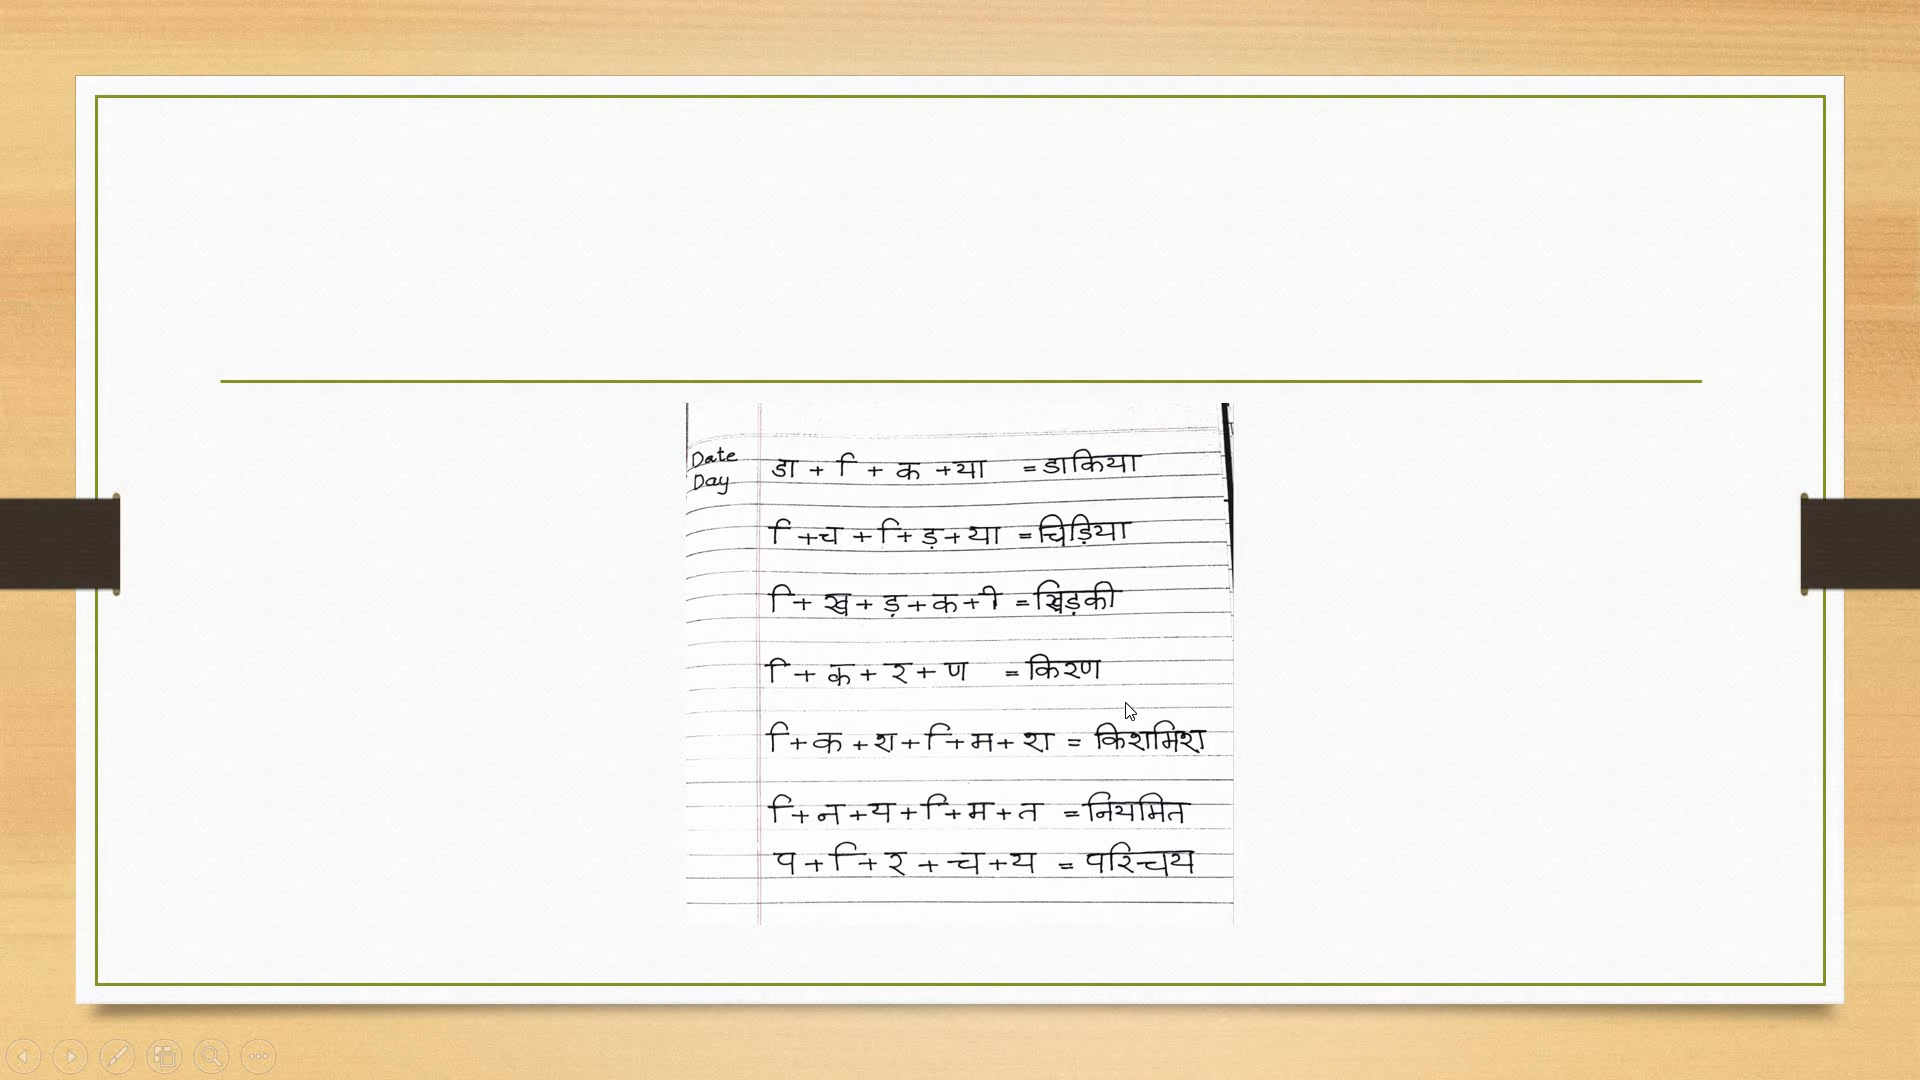 Date
Day
डा + ि + क + या = डाकिया
ि + च + ि + ड़ + या = चिड़िया
ि + ख + ड़ + क + ी = खिड़की
ि + क + र + ण = किरण
ि + क + श + ि + म + श = किशमिश
ि + न + य + ि + म + त = नियमित
प + ि + र + च + य = परिचय